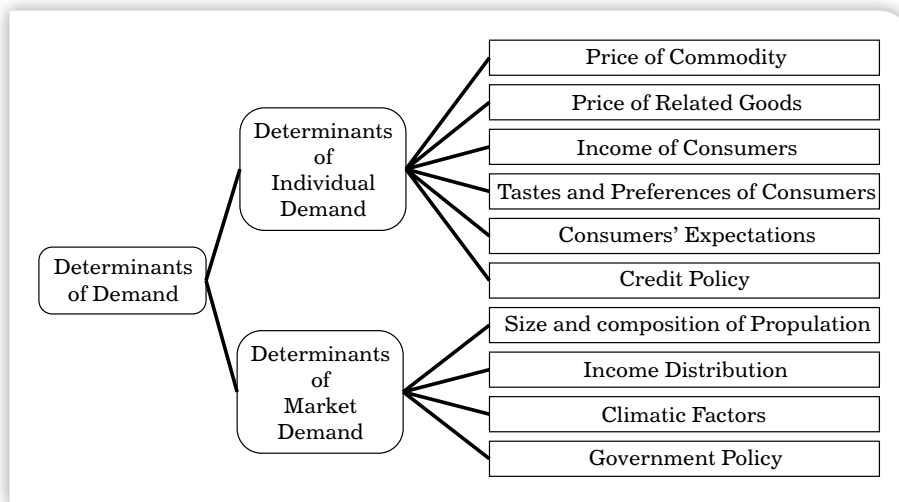 Determinants
of Demand
Determinants
of
Individual
Demand
Price of Commodity
Price of Related Goods
Income of Consumers
Tastes and Preferences of Consumers
Consumers' Expectations
Credit Policy
Determinants
of
Market
Demand
Size and composition of Propulation
Income Distribution
Climatic Factors
Government Policy